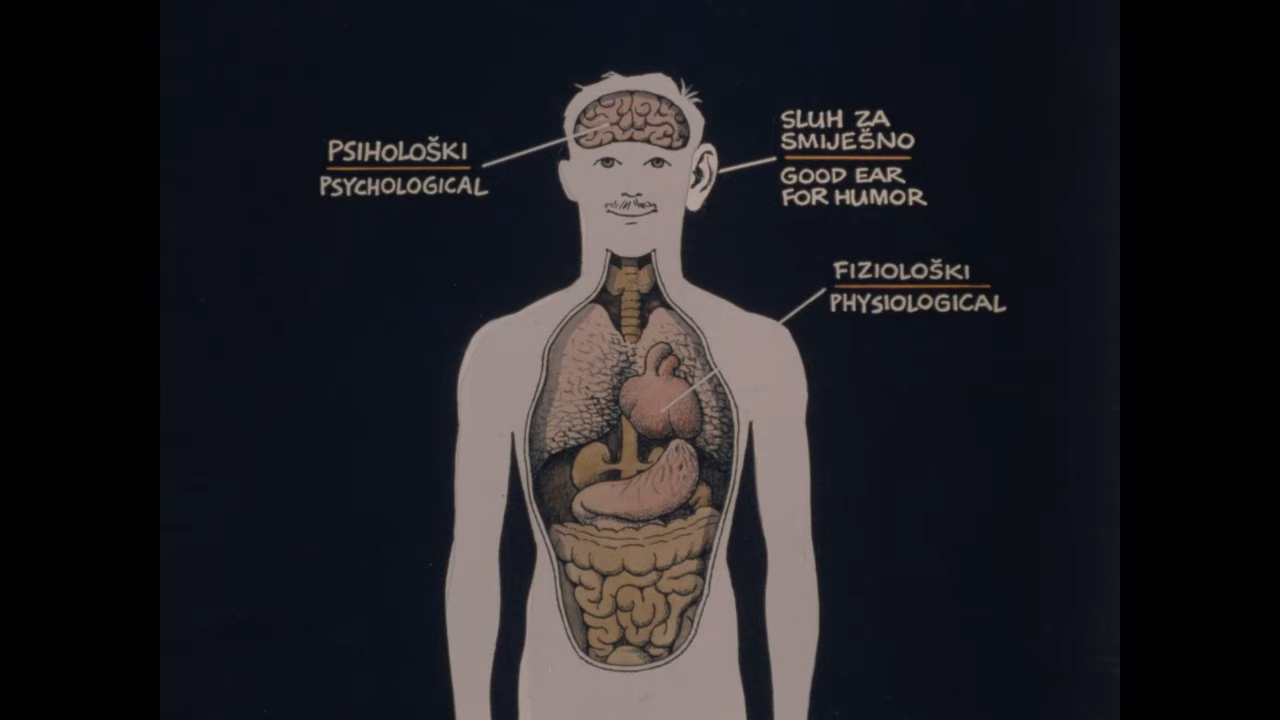 PSIHOLOŠKI
PSYCHOLOGICAL
SLUH ZA
SMIJEŠNO
GOOD EAR
FOR HUMOR
FIZIOLOŠKI
PHYSIOLOGICAL